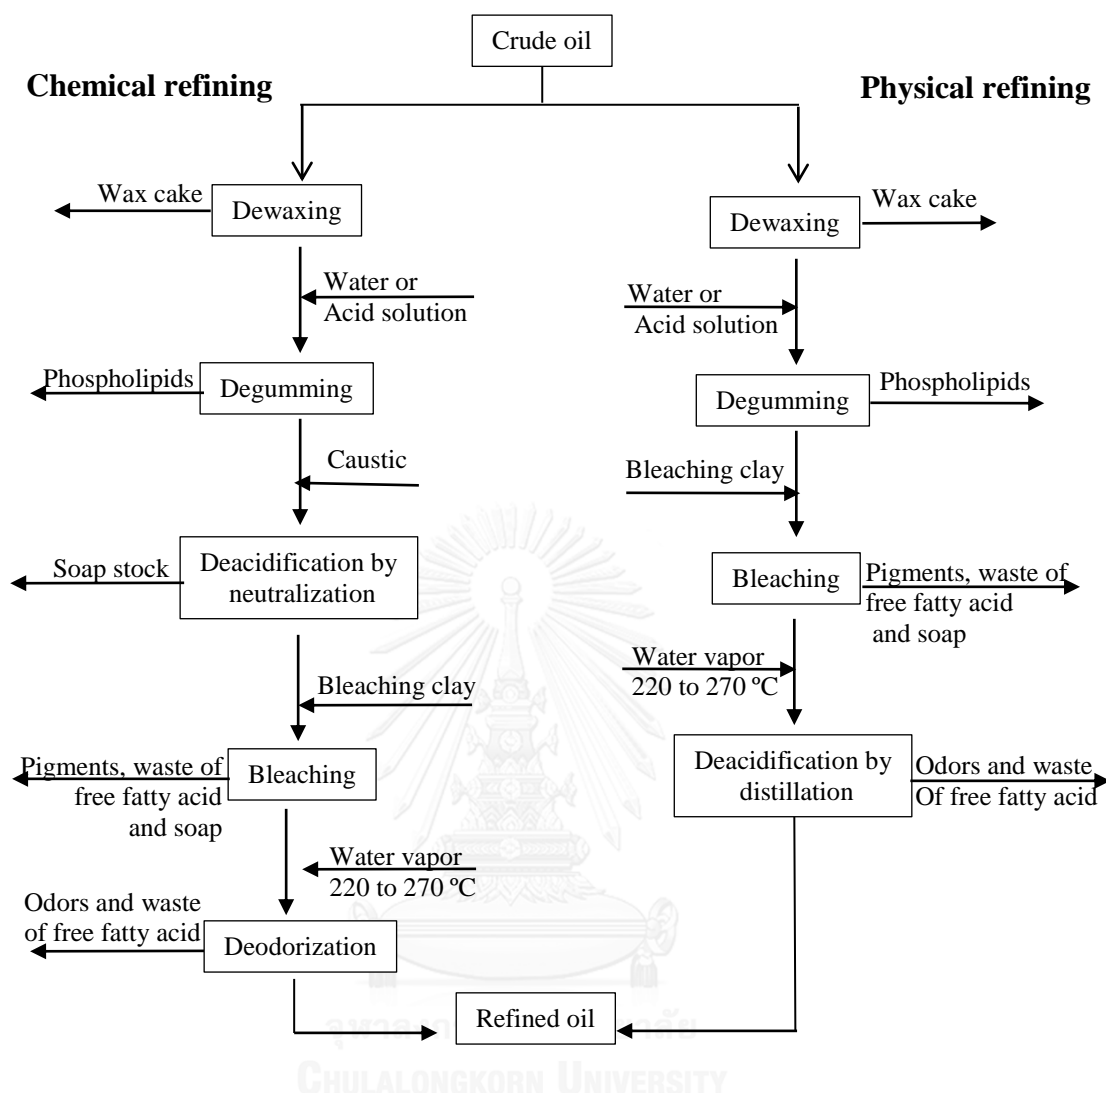 Crude oil
Chemical refining
Physical refining
Wax cake
Dewaxing
Water or
Acid solution
Phospholipids
Degumming
Caustic
Soap stock
Deacidification by
neutralization
Bleaching clay
Pigments, waste of
free fatty acid
and soap
Bleaching
Water vapor
220 to 270 ºC
Odors and waste
of free fatty acid
Deodorization
Wax cake
Dewaxing
Water or
Acid solution
Phospholipids
Degumming
Bleaching clay
Bleaching
Pigments, waste of
free fatty acid
and soap
Water vapor
220 to 270 ºC
Deacidification by
distillation
Odors and waste
Of free fatty acid
Refined oil
CHULALONGKORN UNIVERSITY